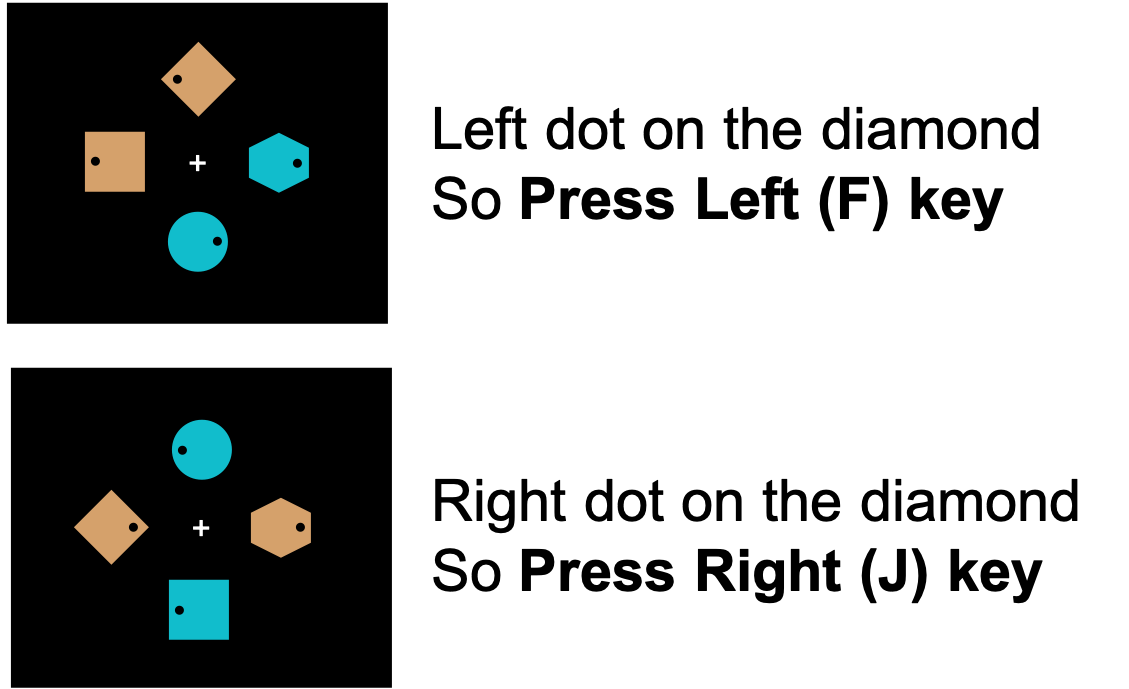 Left dot on the diamond
So Press Left (F) key
Right dot on the diamond
So Press Right (J) key